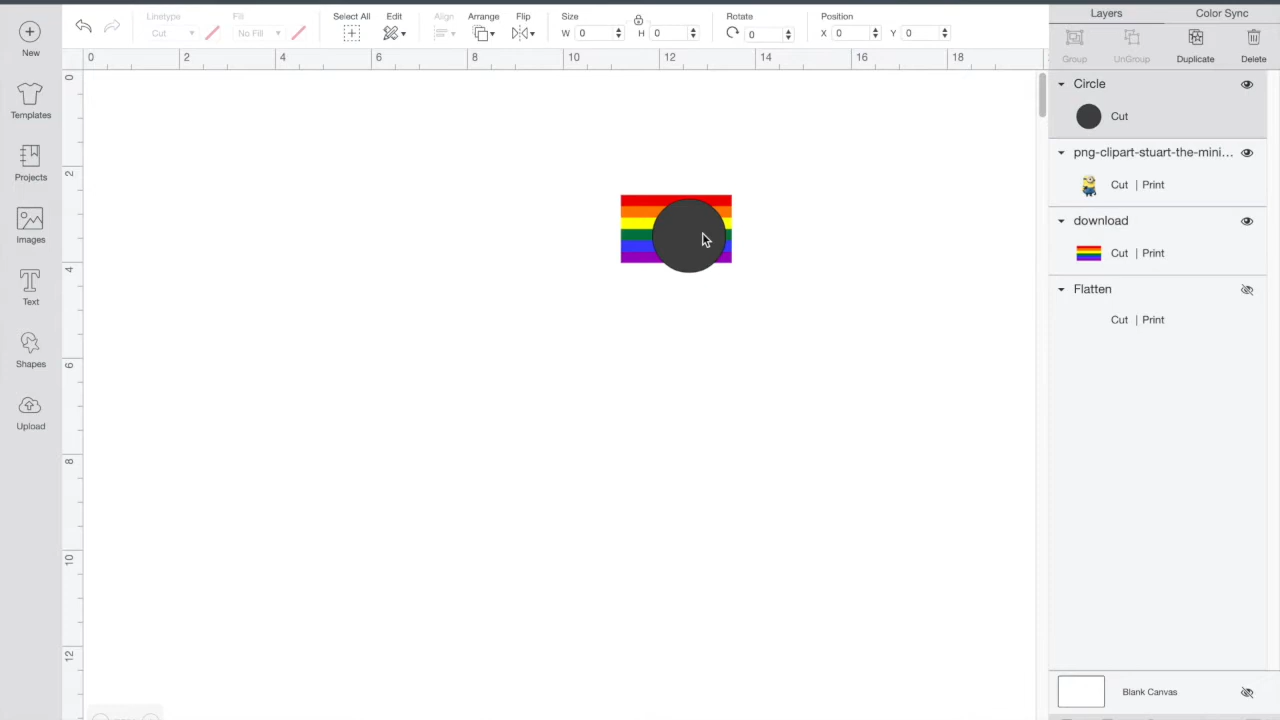 Linetype
Cut
Fill
No Fill
Select All
Edit
Align
Arrange
Flip
Size
W 0
H 0
Rotate
0
Position
X 0
Y 0
Layers
Color Sync
New
Templates
Projects
Images
Text
Shapes
Upload
0 2 4 6 8 10 12 14 16 18
0
2
4
6
8
10
12
Group
UnGroup
Duplicate
Delete
Circle
Cut
png-clipart-stuart-the-mini...
Cut | Print
download
Cut | Print
Flatten
Cut | Print
Blank Canvas